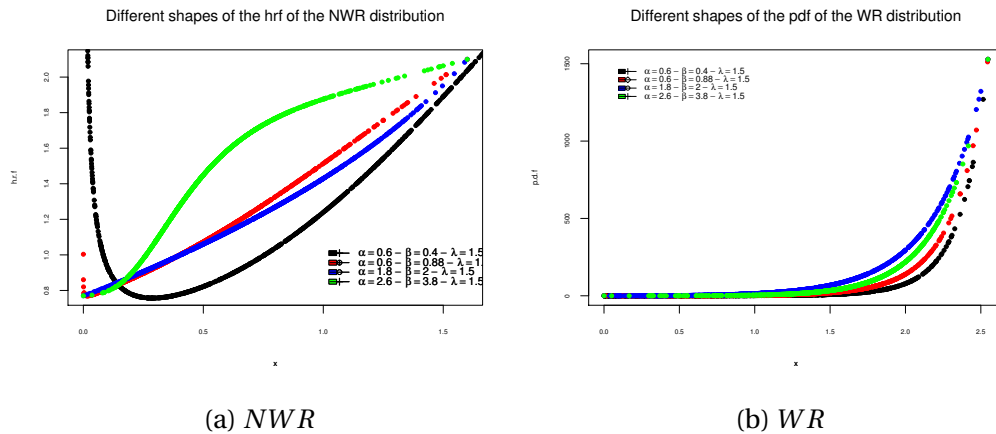 Different shapes of the hrf of the NWR distribution
h.r.f
2.0
1.8
1.6
1.4
1.2
1.0
0.8
α=0.6−β=0.4−λ=1.5
α=0.6−β=0.88−λ=1.
α=1.8−β=2−λ=1.5
α=2.6−β=3.8−λ=1.5
0.0 0.5 1.0 1.5
x
(a) NWR
Different shapes of the pdf of the WR distribution
p.d.f
1500
1000
500
0
α=0.6−β=0.4−λ=1.5
α=0.6−β=0.88−λ=1.5
α=1.8−β=2−λ=1.5
α=2.6−β=3.8−λ=1.5
0.0 0.5 1.0 1.5 2.0 2.5
x
(b) WR